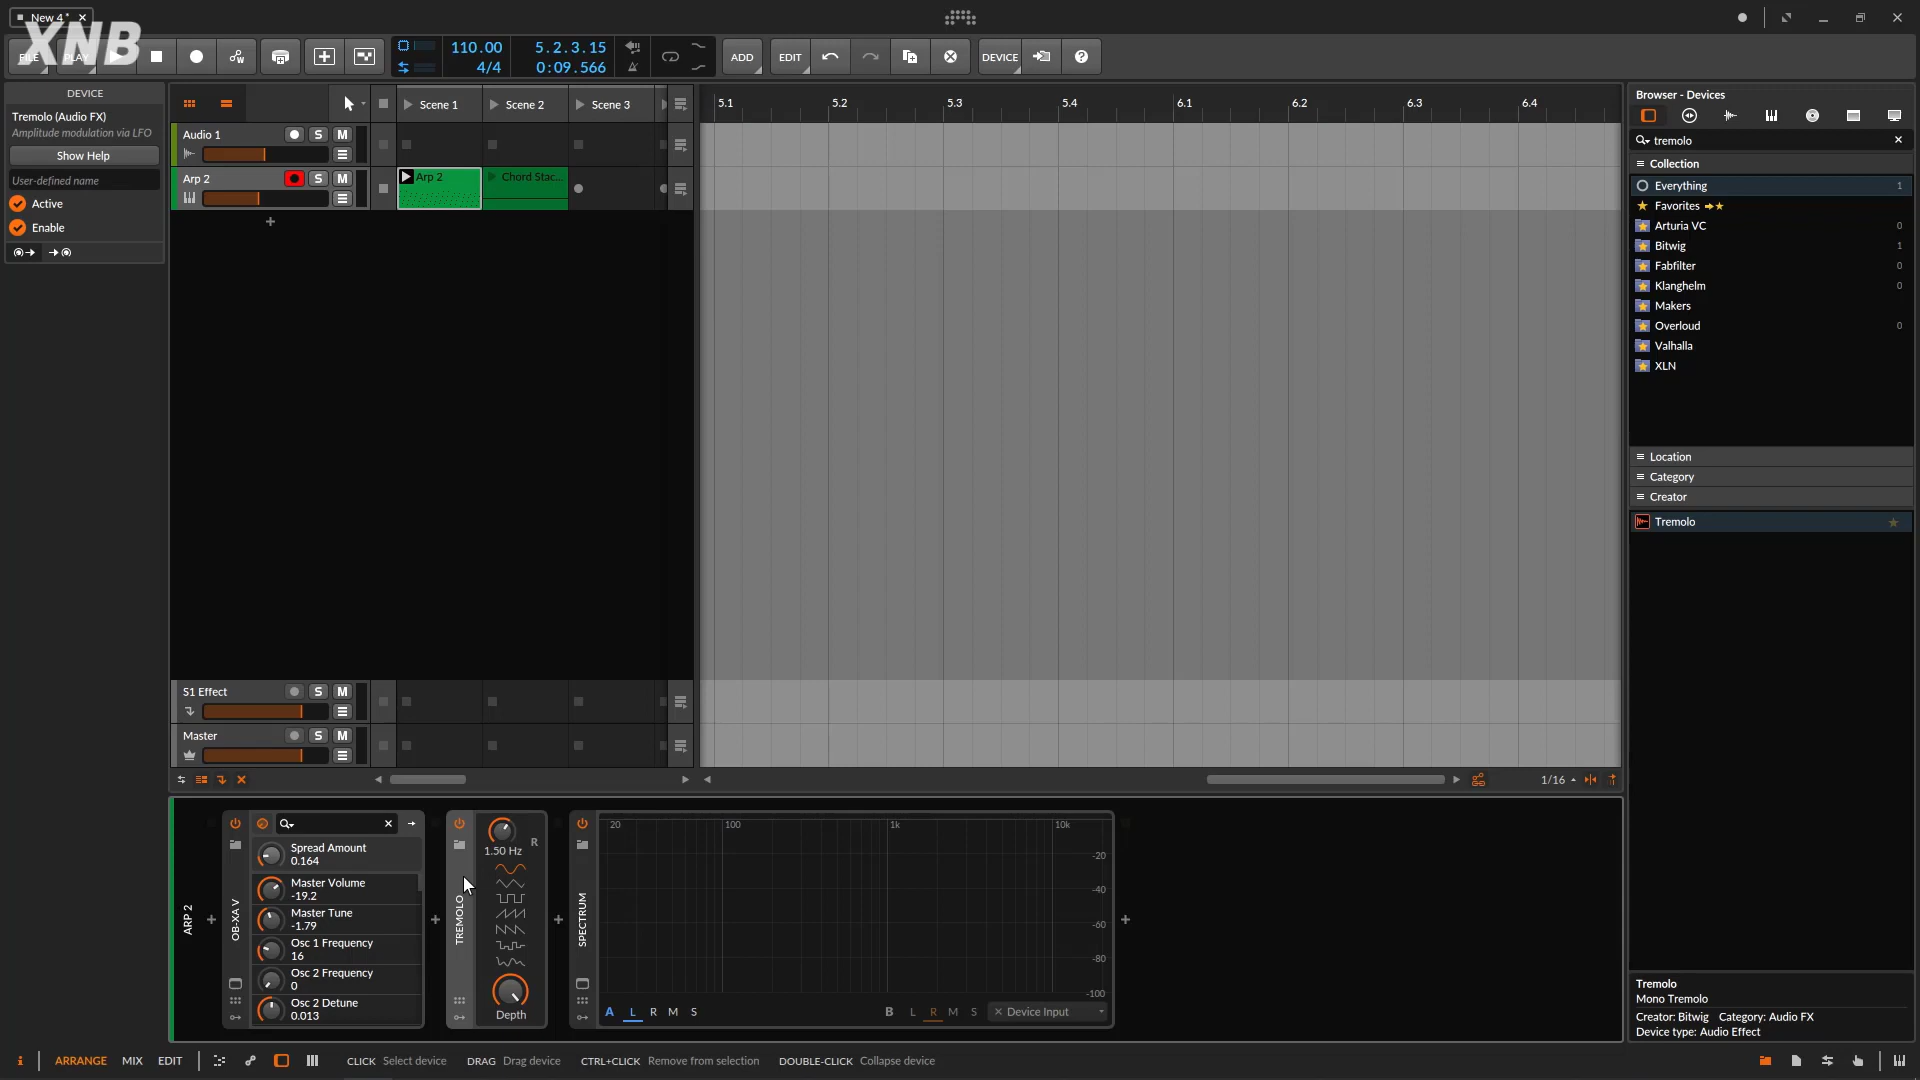 New 4*
XNB
FILE
PLAY
110.00
4/4
5.2.3.15
0:09.566
ADD
EDIT
DEVICE
DEVICE
Tremolo (Audio FX)
Amplitude modulation via LFO
Show Help
User-defined name
Active
Enable
Scene 1
Scene 2
Scene 3
Audio 1
S
M
Arp 2
S
M
Arp 2
Chord Stac...
5.1
5.2
5.3
5.4
6.1
6.2
6.3
6.4
S1 Effect
S
M
Master
S
M
1/16
Browser - Devices
tremolo
Collection
Everything
1
Favorites
Arturia VC
0
Bitwig
1
Fabfilter
0
Klanghelm
0
Makers
Overloud
0
Valhalla
XLN
Location
Category
Creator
Tremolo
Tremolo
Mono Tremolo
Creator: Bitwig Category: Audio FX
Device type: Audio Effect
ARP 2
OB-XA V
Spread Amount
0.164
Master Volume
-19.2
Master Tune
-1.79
Osc 1 Frequency
16
Osc 2 Frequency
0
Osc 2 Detune
0.013
TREMOLO
1.50 Hz
R
Depth
SPECTRUM
20
100
1k
10k
-20
-40
-60
-80
-100
A L R M S
B L R M S
Device Input
i
ARRANGE
MIX
EDIT
CLICK Select device
DRAG Drag device
CTRL+CLICK Remove from selection
DOUBLE-CLICK Collapse device